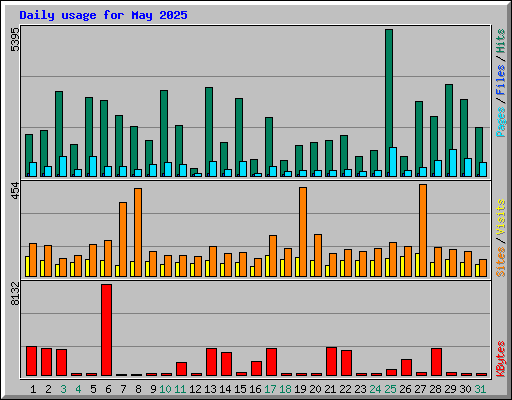 Daily usage for May 2025
5395
Pages / Files / Hits
454
Sites / Visits
8132
KBytes
1 2 3 4 5 6 7 8 9 10 11 12 13 14 15 16 17 18 19 20 21 22 23 24 25 26 27 28 29 30 31